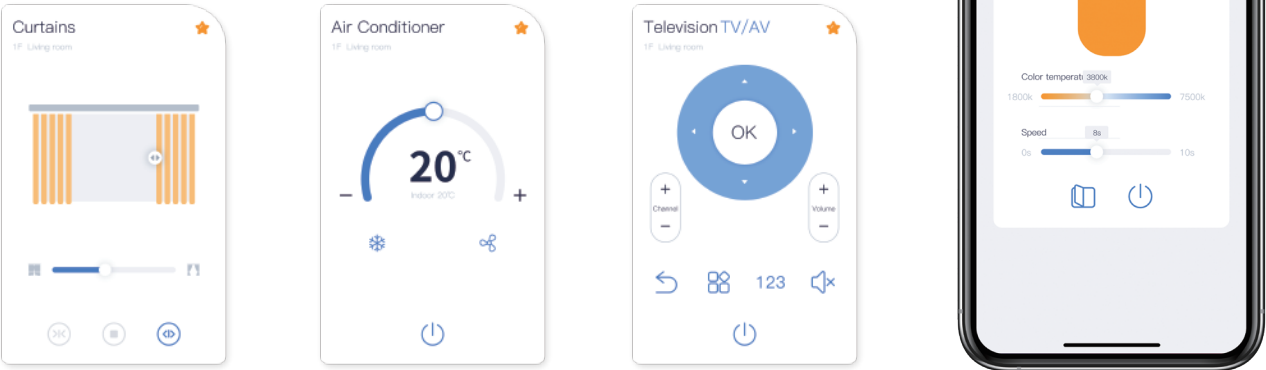 Curtains
1F Living room
Air Conditioner
1F Living room
20℃
Indoor 20℃
− +
Television TV/AV
1F Living room
OK
+ +
Channel Volume
− −
123
Color temperatu 3800k
1800k 7500k
Speed 8s
0s 10s